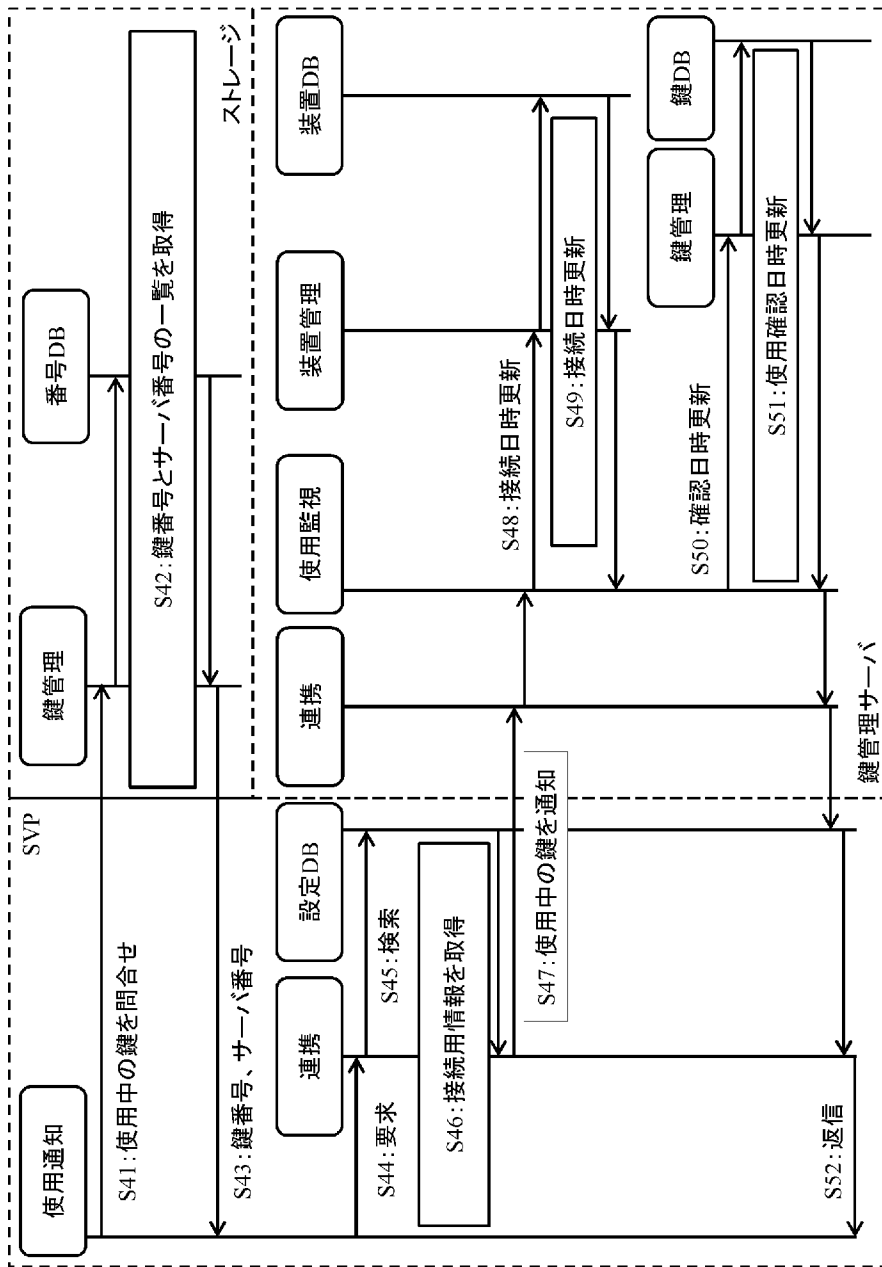 SVP
ストレージ
使用通知
鍵管理
番号DB
S41:使用中の鍵を問合せ
S42:鍵番号とサーバ番号の一覧を取得
S43:鍵番号、サーバ番号
連携
設定DB
連携
使用監視
装置管理
装置DB
S44:要求
S45:検索
S46:接続用情報を取得
S47:使用中の鍵を通知
S48:接続日時更新
S49:接続日時更新
鍵管理
鍵DB
S50:確認日時更新
S51:使用確認日時更新
S52:返信
鍵管理サーバ